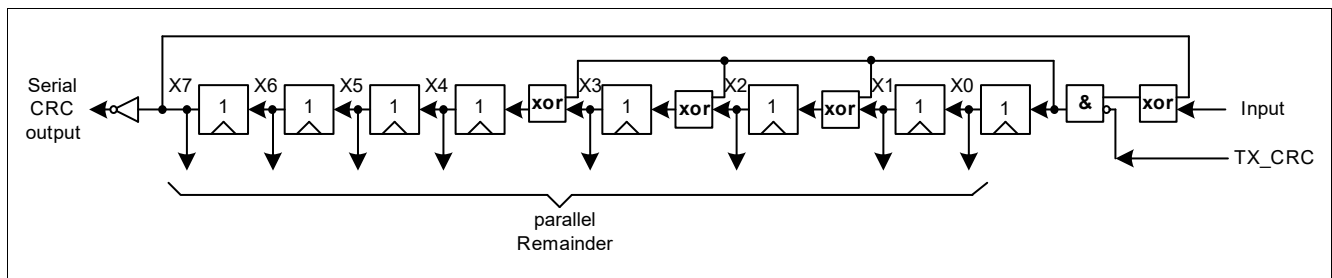 Serial
CRC
output
X7
1
X6
1
X5
1
X4
1
xor
X3
1
xor
X2
1
xor
X1
1
X0
1
&
xor
Input
TX_CRC
parallel
Remainder